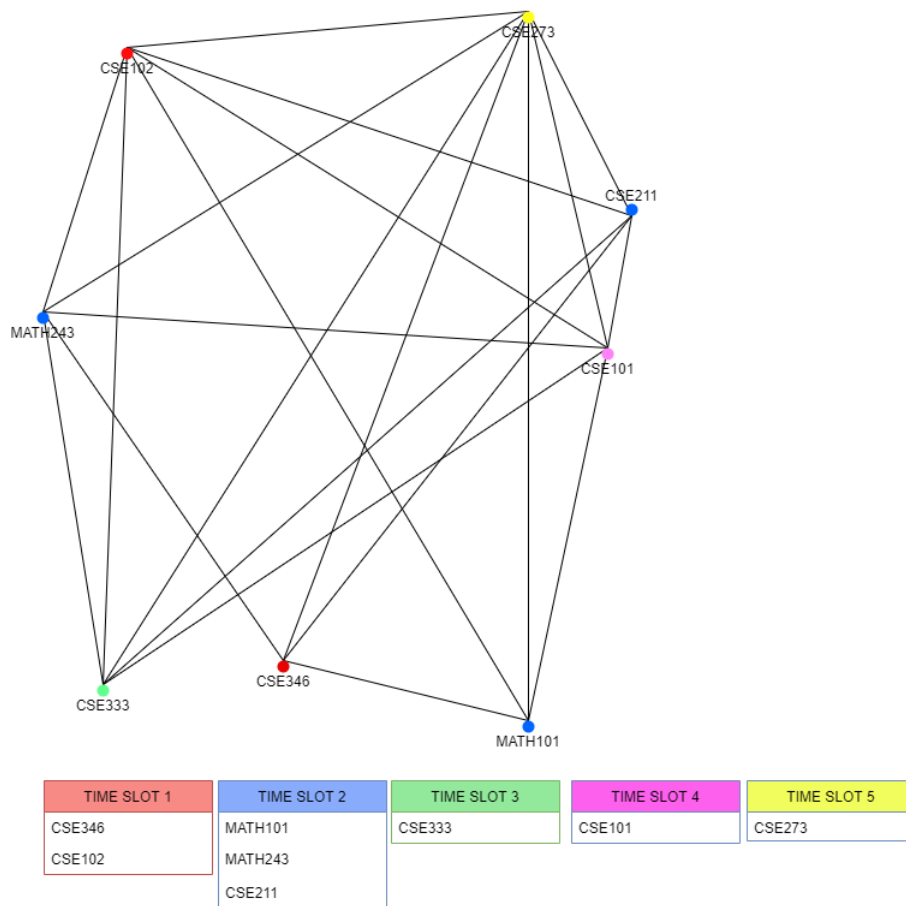 CSE273
CSE102
CSE211
MATH243
CSE101
CSE346
CSE333
MATH101
TIME SLOT 1
CSE346
CSE102
TIME SLOT 2
MATH101
MATH243
CSE211
TIME SLOT 3
CSE333
TIME SLOT 4
CSE101
TIME SLOT 5
CSE273